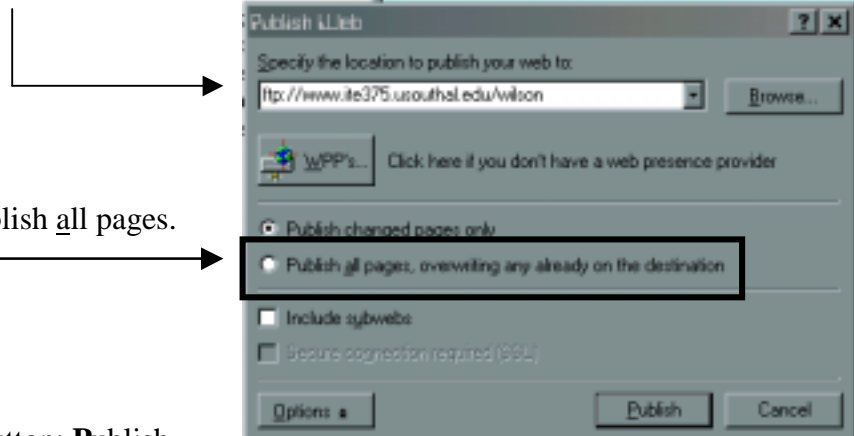 Publish Web
Specify the location to publish your web to:
ftp://www.ite375.usouthal.edu/wilson
Browse...
WPP's... Click here if you don't have a web presence provider
Publish changed pages only
blish all pages.
Publish all pages, overwriting any already on the destination
Include subwebs
Secure connection required (SSL)
Options
Publish
Cancel
tton: Publish